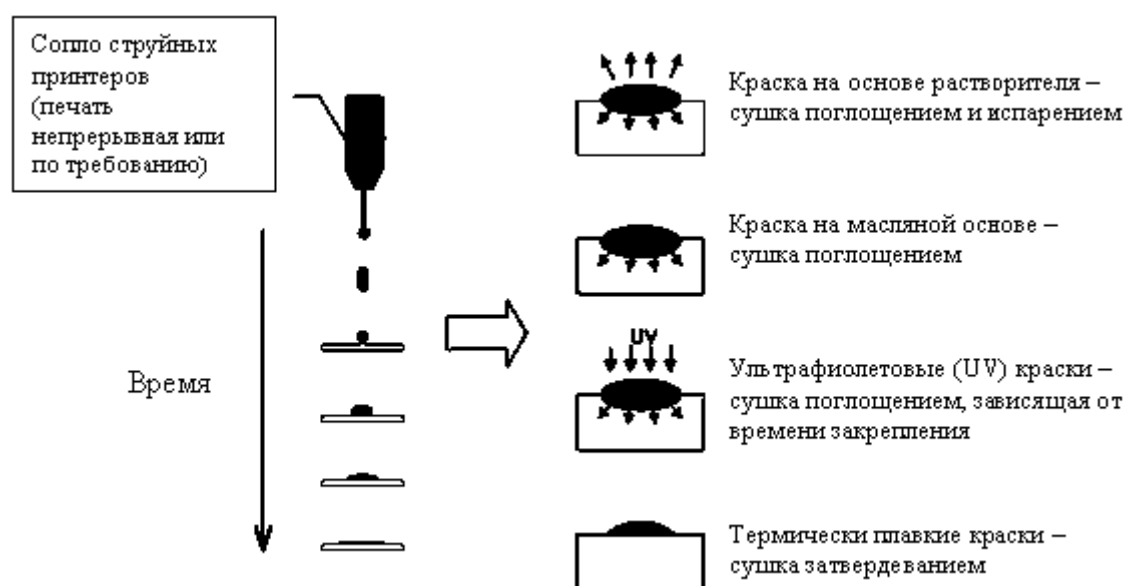 Сопло струйных
принтеров
(печать
непрерывная или
по требованию)
Время
Краска на основе растворителя –
сушка поглощением и испарением
Краска на масляной основе –
сушка поглощением
UV
Ультрафиолетовые (UV) краски –
сушка поглощением, зависящая от
времени закрепления
Термически плавкие краски –
сушка затвердеванием